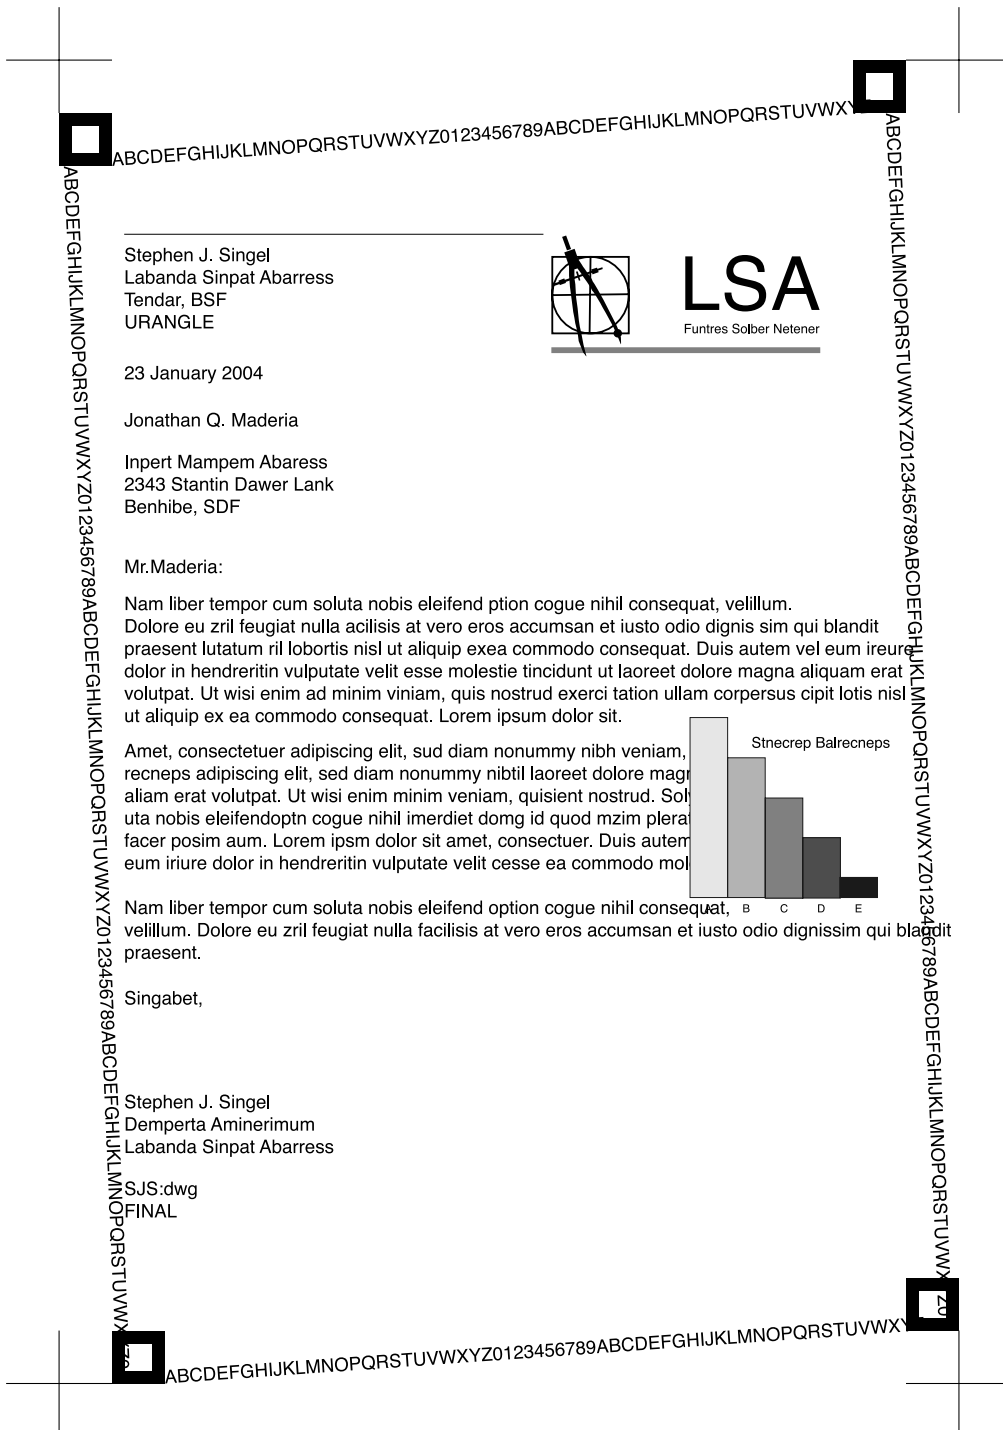 ABCDEFGHIJKLMNOPQRSTUVWXYZ0123456789ABCDEFGHIJKLMNOPQRSTUVWX
ABCDEFGHIJKLMNOPQRSTUVWXYZ0123456789ABCDEFGHIJKLMNOPQRSTUVWXYZ0123456789ABCDEFGHIJKLMNOPQRSTUVWX
ABCDEFGHIJKLMNOPQRSTUVWXYZ0123456789ABCDEFGHIJKLMNOPQRSTUVWXYZ0123456789ABCDEFGHIJKLMNOPQRSTUVWX
Stephen J. Singel
Labanda Sinpat Abarress
Tendar, BSF
URANGLE
LSA
Funtres Solber Netener
23 January 2004
Jonathan Q. Maderia
Inpert Mampem Abaress
2343 Stantin Dawer Lank
Benhibe, SDF
Mr.Maderia:
Nam liber tempor cum soluta nobis eleifend ption cogue nihil consequat, velillum.
Dolore eu zril feugiat nulla acilisis at vero eros accumsan et iusto odio dignis sim qui blandit
praesent lutatum ril lobortis nisl ut aliquip exea commodo consequat. Duis autem vel eum ireure
dolor in hendreritin vulputate velit esse molestie tincidunt ut laoreet dolore magna aliquam erat
volutpat. Ut wisi enim ad minim viniam, quis nostrud exerci tation ullam corpersus cipit lotis nisl
ut aliquip ex ea commodo consequat. Lorem ipsum dolor sit.
Amet, consectetuer adipiscing elit, sud diam nonummy nibh veniam,
recneps adipiscing elit, sed diam nonummy nibtil laoreet dolore magn
aliam erat volutpat. Ut wisi enim minim veniam, quisient nostrud. Soly
uta nobis eleifendoptn cogue nihil imerdiet domg id quod mzim plerat
facer posim aum. Lorem ipsm dolor sit amet, consectuer. Duis autem
eum iriure dolor in hendreritin vulputate velit cesse ea commodo mol
Stnecrep Balrecneps
A B C D E
Nam liber tempor cum soluta nobis eleifend option cogue nihil consequat,
velillum. Dolore eu zril feugiat nulla facilisis at vero eros accumsan et iusto odio dignissim qui blandit
praesent.
Singabet,
Stephen J. Singel
Demperta Aminerimum
Labanda Sinpat Abarress
SJS:dwg
FINAL
ABCDEFGHIJKLMNOPQRSTUVWXYZ0123456789ABCDEFGHIJKLMNOPQRSTUVWXY